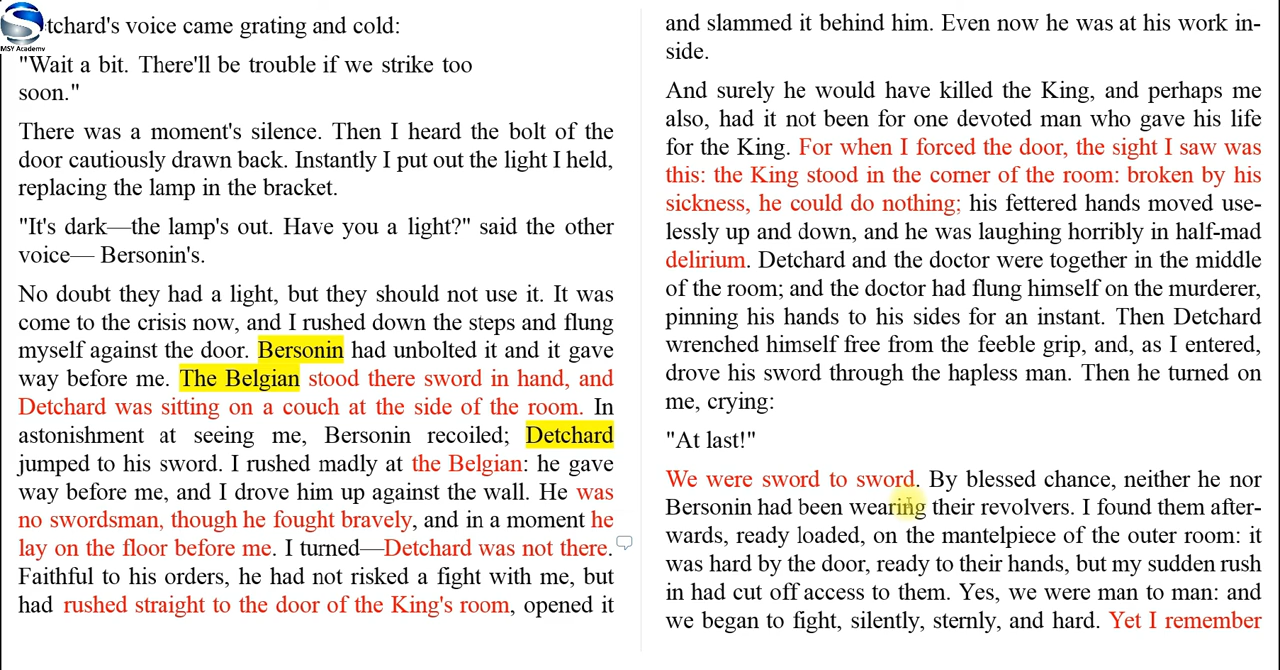 MSY Academy
tchard's voice came grating and cold:
"Wait a bit. There'll be trouble if we strike too
soon."
There was a moment's silence. Then I heard the bolt of the
door cautiously drawn back. Instantly I put out the light I held,
replacing the lamp in the bracket.
"It's dark—the lamp's out. Have you a light?" said the other
voice— Bersonin's.
No doubt they had a light, but they should not use it. It was
come to the crisis now, and I rushed down the steps and flung
myself against the door. Bersonin had unbolted it and it gave
way before me. The Belgian stood there sword in hand, and
Detchard was sitting on a couch at the side of the room. In
astonishment at seeing me, Bersonin recoiled; Detchard
jumped to his sword. I rushed madly at the Belgian: he gave
way before me, and I drove him up against the wall. He was
no swordsman, though he fought bravely, and in a moment he
lay on the floor before me. I turned—Detchard was not there.
Faithful to his orders, he had not risked a fight with me, but
had rushed straight to the door of the King's room, opened it
and slammed it behind him. Even now he was at his work in-
side.
And surely he would have killed the King, and perhaps me
also, had it not been for one devoted man who gave his life
for the King. For when I forced the door, the sight I saw was
this: the King stood in the corner of the room: broken by his
sickness, he could do nothing; his fettered hands moved use-
lessly up and down, and he was laughing horribly in half-mad
delirium. Detchard and the doctor were together in the middle
of the room; and the doctor had flung himself on the murderer,
pinning his hands to his sides for an instant. Then Detchard
wrenched himself free from the feeble grip, and, as I entered,
drove his sword through the hapless man. Then he turned on
me, crying:
"At last!"
We were sword to sword. By blessed chance, neither he nor
Bersonin had been wearing their revolvers. I found them after-
wards, ready loaded, on the mantelpiece of the outer room: it
was hard by the door, ready to their hands, but my sudden rush
in had cut off access to them. Yes, we were man to man: and
we began to fight, silently, sternly, and hard. Yet I remember